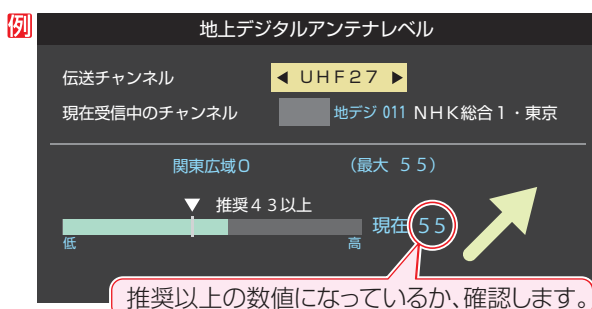 例
地上デジタルアンテナレベル
伝送チャンネル ◀ UHF27 ▶
現在受信中のチャンネル 地デジ 011 NHK総合1・東京
関東広域0 (最大 55)
▼ 推奨43以上
低 高 現在 55
推奨以上の数値になっているか、確認します。